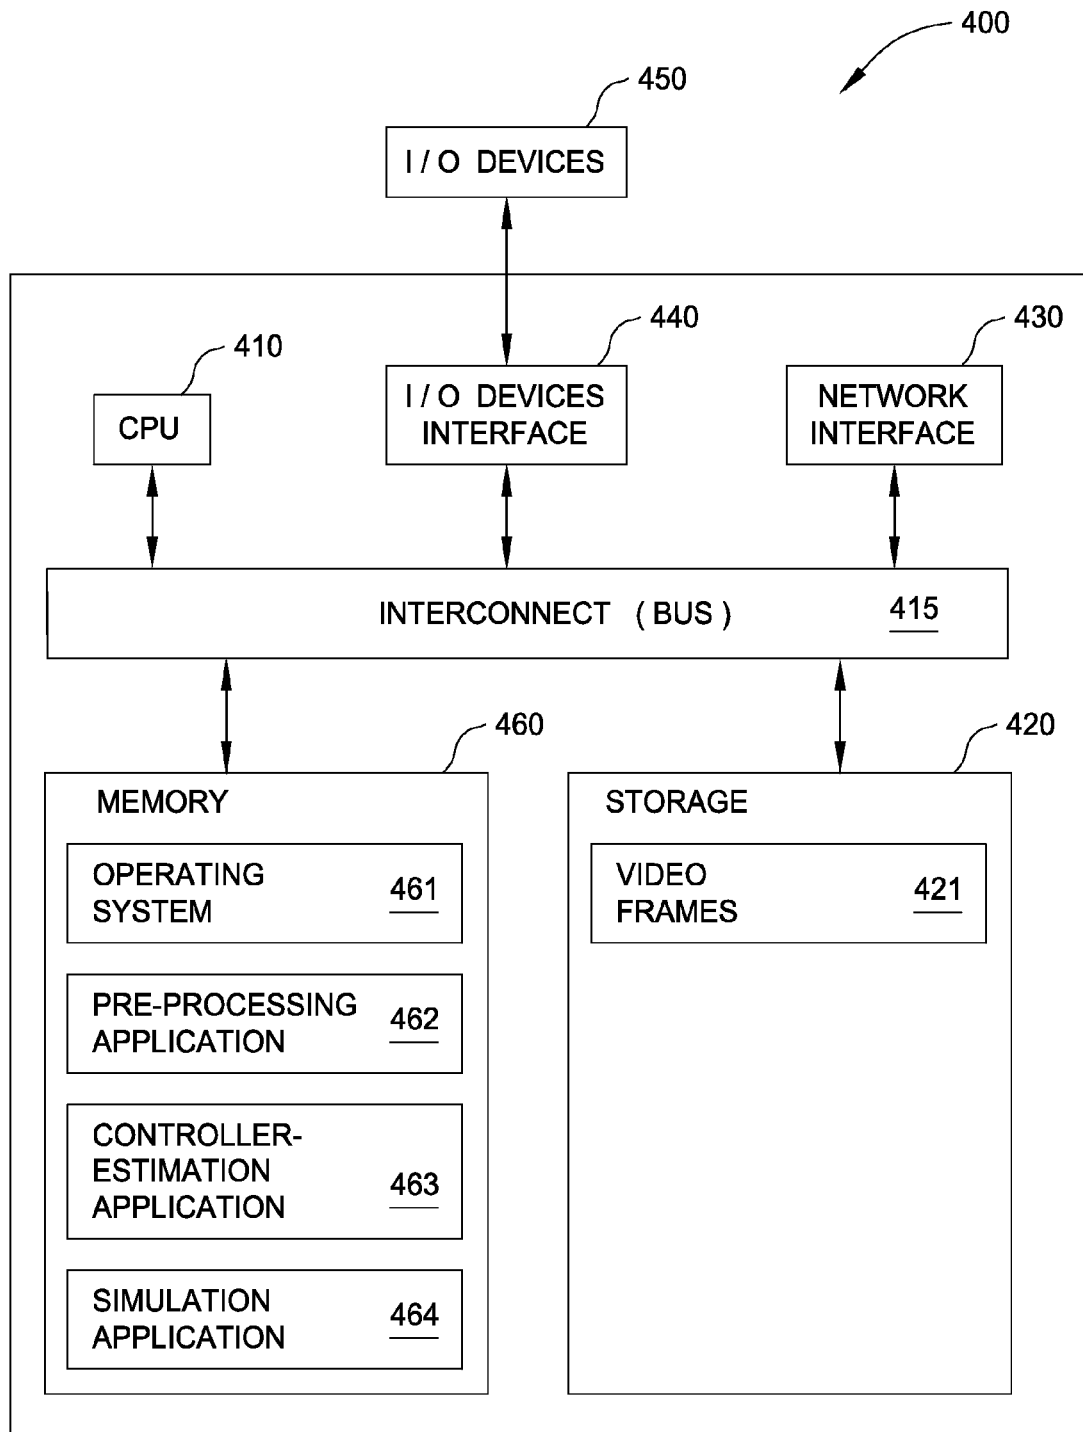 400
450
I / O DEVICES
410
440
430
CPU
I / O DEVICES
INTERFACE
NETWORK
INTERFACE
INTERCONNECT ( BUS ) 415
460
420
MEMORY
OPERATING
SYSTEM
461
PRE-PROCESSING
APPLICATION
462
CONTROLLER-
ESTIMATION
APPLICATION
463
SIMULATION
APPLICATION
464
STORAGE
VIDEO
FRAMES
421